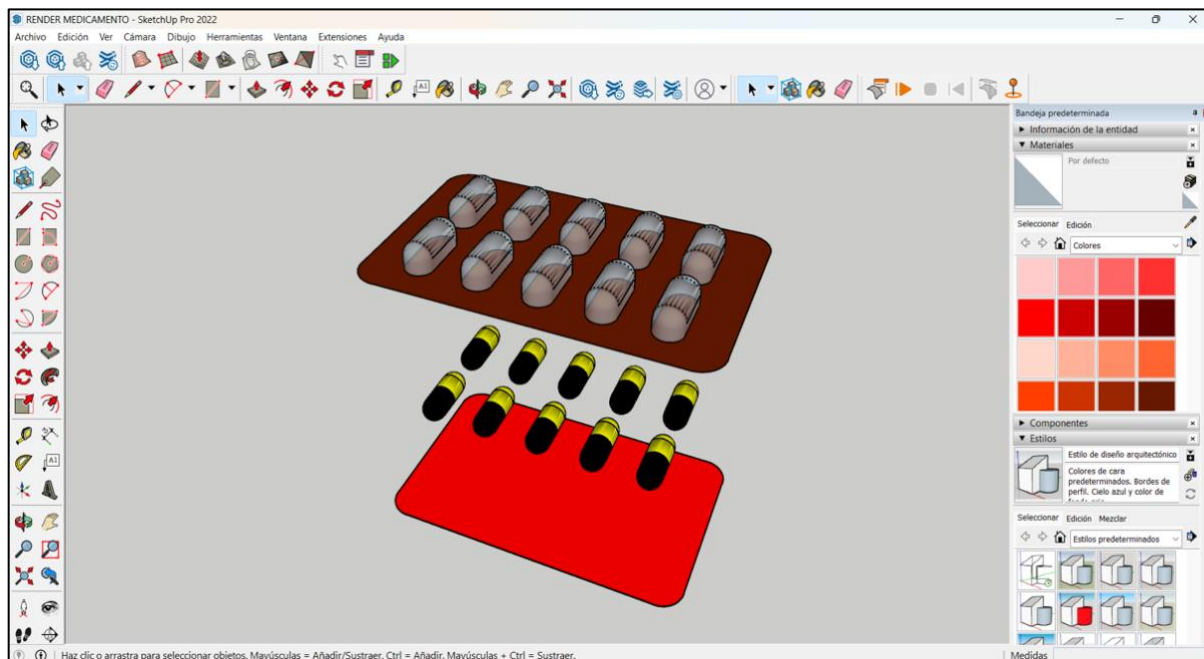 RENDER MEDICAMENTO - SketchUp Pro 2022
Archivo Edición Ver Cámara Dibujo Herramientas Ventana Extensiones Ayuda
A1
Bandeja predeterminada
Información de la entidad
Materiales
Por defecto
Seleccionar Edición
Colores
A1
Componentes
Estilos
Estilo de diseño arquitectónico
Colores de cara
predeterminados. Bordes de
perfil. Cielo azul y color de
Seleccionar Edición Mezclar
Estilos predeterminados
Haz clic o arrastra para seleccionar objetos. Mayúsculas = Añadir/Sustraer. Ctrl = Añadir. Mayúsculas + Ctrl = Sustraer.
Medidas